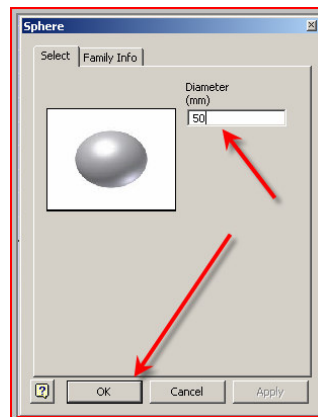 Sphere
Select
Family Info
Diameter
(mm)
50
?
OK
Cancel
Apply